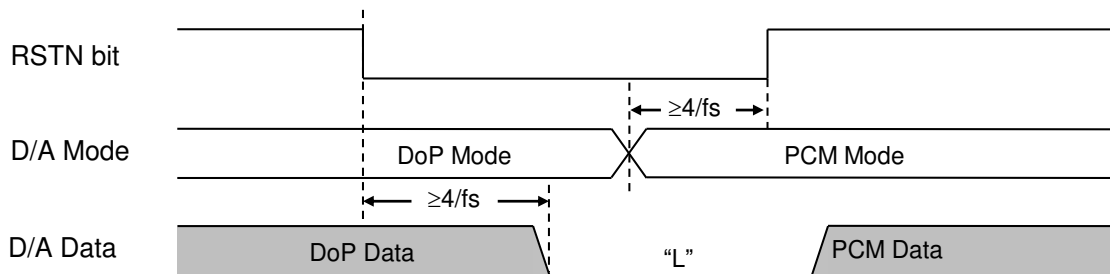 RSTN bit
≥4/fs
D/A Mode
DoP Mode
PCM Mode
≥4/fs
D/A Data
DoP Data
“L”
PCM Data